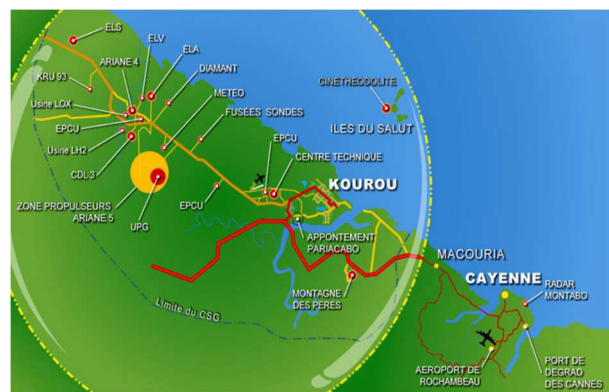 ELS
ELV
ELA
ARIANE 4
DIAMANT
KRU 93
METEO
Usine LOX
FUSÉES SONDES
EPCU
Usine LH2
CDL 3
EPCU
CENTRE TECHNIQUE
CINETHEODOLITE
ILES DU SALUT
KOUROU
ZONE PROPULSEURS
ARIANE 5
UPG
EPCU
APPONTEMENT
PARIACABO
MACOURIA
CAYENNE
MONTAGNE
DES PERES
RADAR
MONTABO
Limite du CSG
AEROPORT DE
ROCHAMBEAU
PORT DE
DEGRAD
DES CANNES